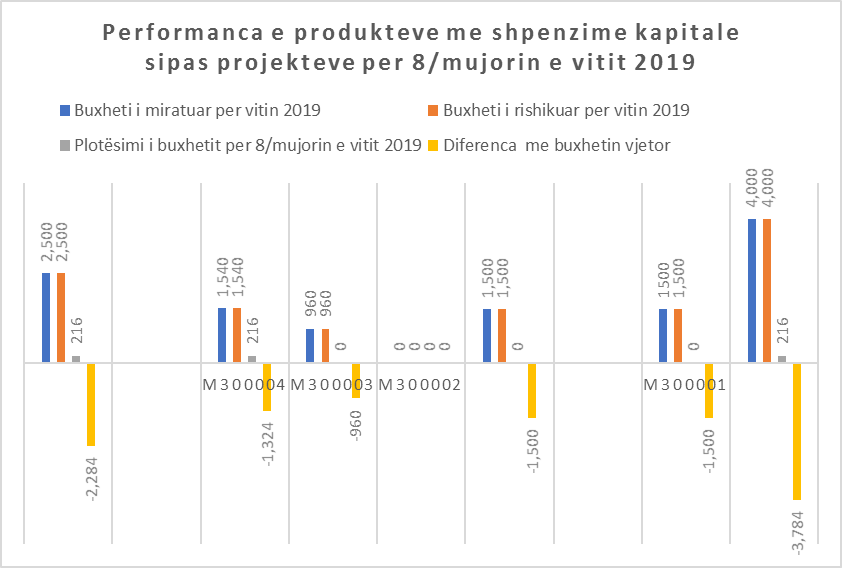 Performanca e produkteve me shpenzime kapitale
sipas projekteve per 8/mujorin e vitit 2019
Buxheti i miratuar per vitin 2019
Buxheti i rishikuar per vitin 2019
Plotësimi i buxhetit per 8/mujorin e vitit 2019
Diferenca me buxhetin vjetor
2,500
2,500
216
-2,284
1,540
1,540
216
-1,324
960
960
0
-960
0
0
0
0
1,500
1,500
0
-1,500
1500
1,500
0
-1,500
4,000
4,000
216
-3,784
M300004
M300003
M300002
M300001